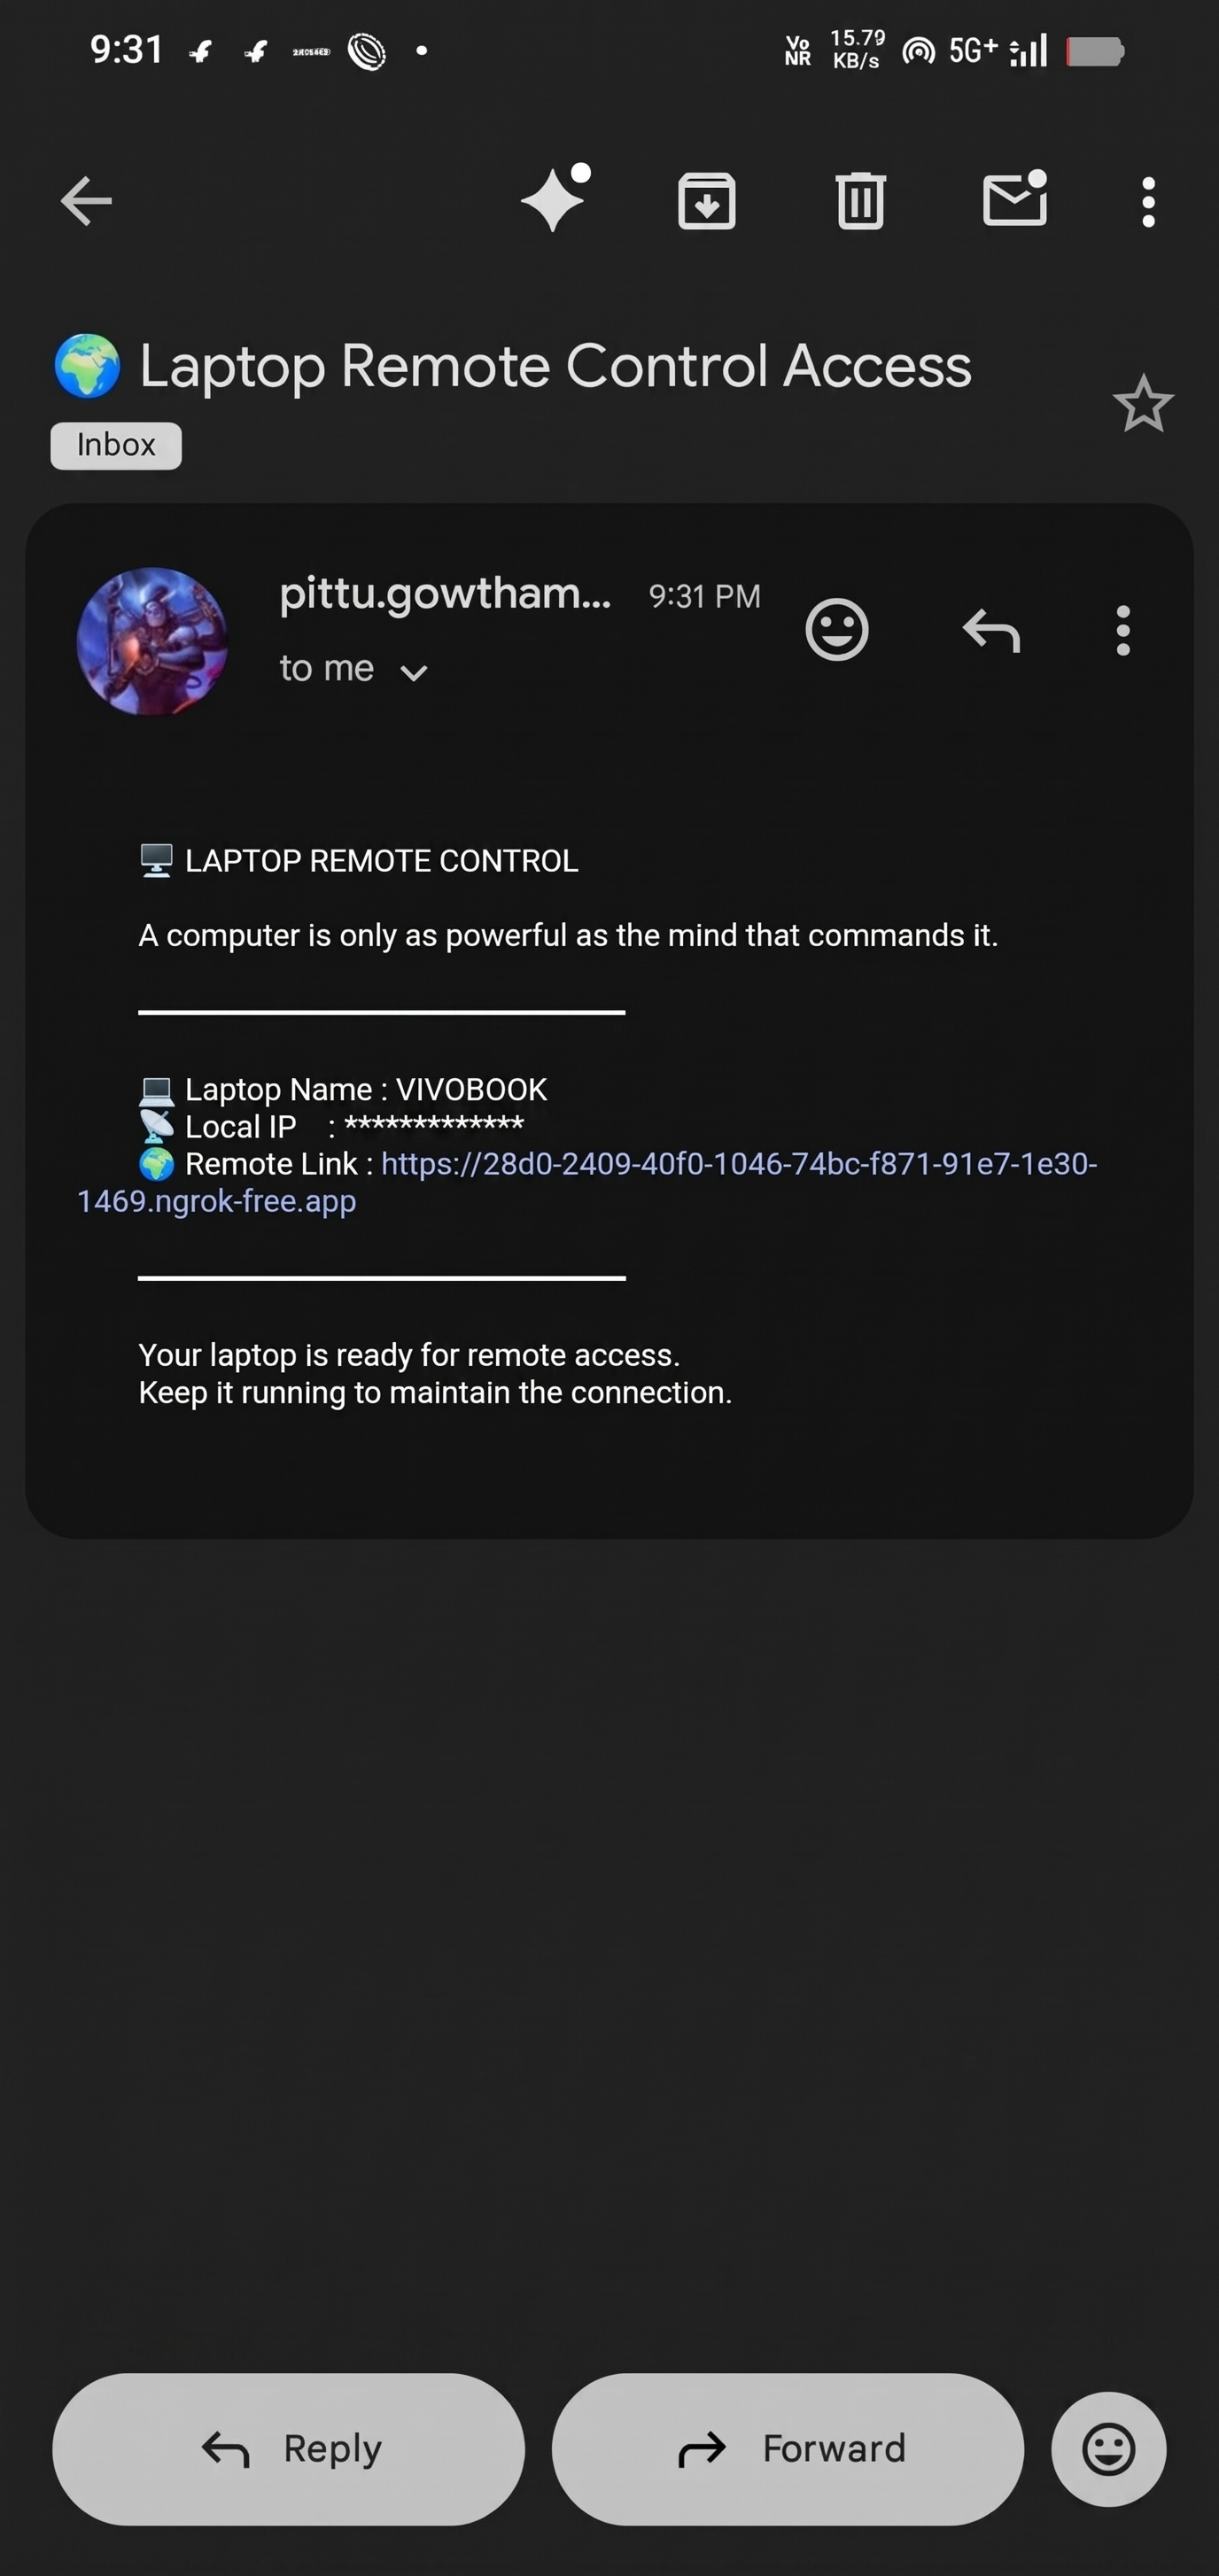 9:31
Vo NR 15.79 KB/s 5G+
🌍 Laptop Remote Control Access
Inbox
pittu.gowtham... 9:31 PM
to me
🖥️ LAPTOP REMOTE CONTROL
A computer is only as powerful as the mind that commands it.
💻 Laptop Name : VIVOBOOK
📡 Local IP : *************
🌍 Remote Link : https://28d0-2409-40f0-1046-74bc-f871-91e7-1e30-
1469.ngrok-free.app
Your laptop is ready for remote access.
Keep it running to maintain the connection.
Reply Forward